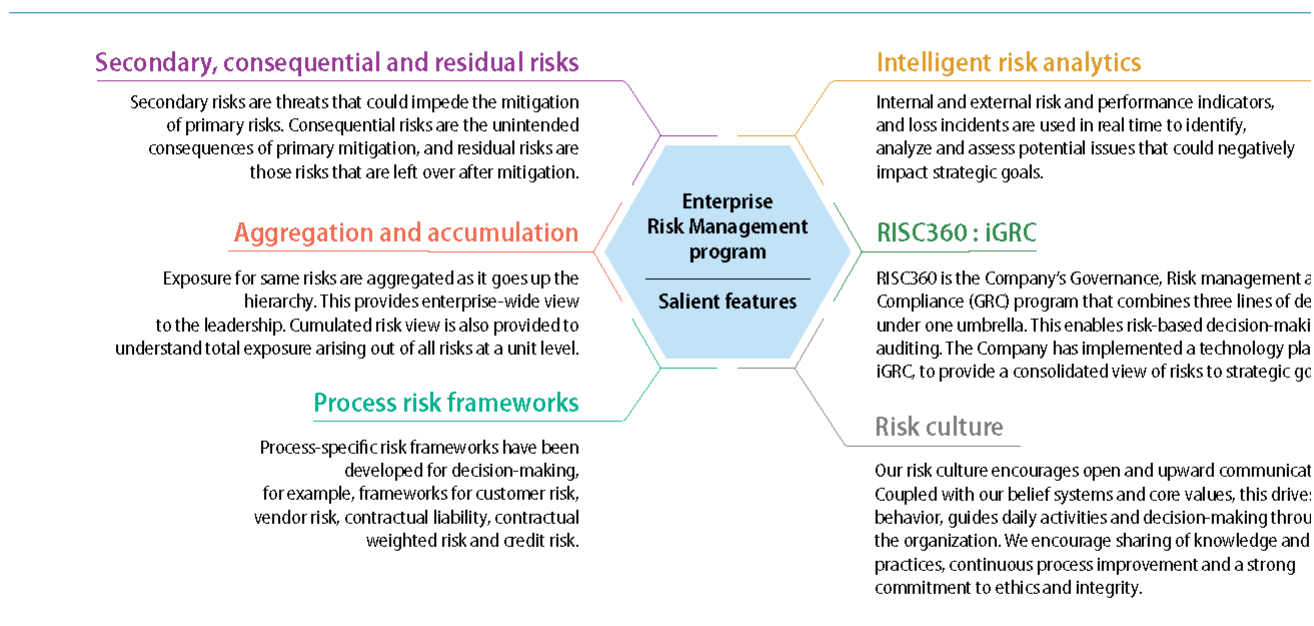 Secondary, consequential and residual risks
Secondary risks are threats that could impede the mitigation
of primary risks. Consequential risks are the unintended
consequences of primary mitigation, and residual risks are
those risks that are left over after mitigation.
Aggregation and accumulation
Exposure for same risks are aggregated as it goes up the
hierarchy. This provides enterprise-wide view
to the leadership. Cumulated risk view is also provided to
understand total exposure arising out of all risks at a unit level.
Process risk frameworks
Process-specific risk frameworks have been
developed for decision-making,
for example, frameworks for customer risk,
vendor risk, contractual liability, contractual
weighted risk and credit risk.
Enterprise
Risk Management
program
Salient features
Intelligent risk analytics
Internal and external risk and performance indicators,
and loss incidents are used in real time to identify,
analyze and assess potential issues that could negatively
impact strategic goals.
RISC360 : iGRC
RISC360 is the Company's Governance, Risk management
Compliance (GRC) program that combines three lines of
under one umbrella. This enables risk-based
auditing. The Company has implemented a technology
iGRC, to provide a consolidated view of risks to strategic
Risk culture
Our risk culture encourages open and upward
Coupled with our belief systems and core values, this
behavior, guides daily activities and decision-making
the organization. We encourage sharing of knowledge and
practices, continuous process improvement and a strong
commitment to ethics and integrity.